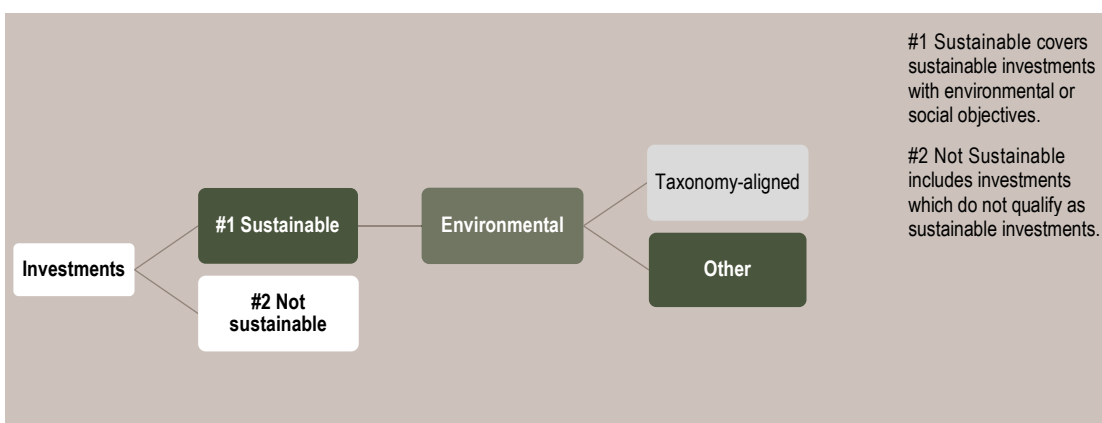 Investments
#1 Sustainable
#2 Not
sustainable
Environmental
Taxonomy-aligned
Other
#1 Sustainable covers
sustainable investments
with environmental or
social objectives.
#2 Not Sustainable
includes investments
which do not qualify as
sustainable investments.